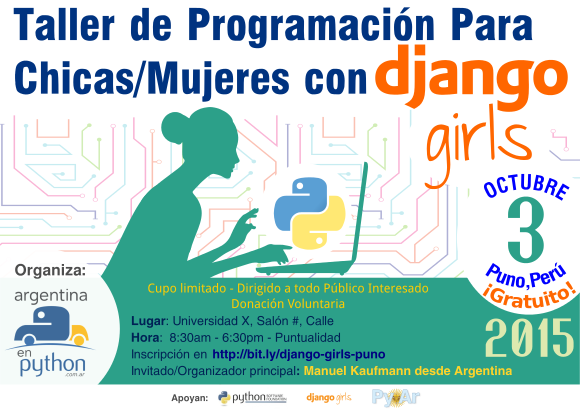 Taller de Programación Para
Chicas/Mujeres con django
girls
OCTUBRE
3
Puno,Perú
¡Gratuito!
2015
Organiza:
argentina
en
python
.com.ar
Cupo limitado - Dirigido a todo Público Interesado
Donación Voluntaria
Lugar: Universidad X, Salón #, Calle
Hora: 8:30am - 6:30pm - Puntualidad
Inscripción en http://bit.ly/django-girls-puno
Invitado/Organizador principal: Manuel Kaufmann desde Argentina
Apoyan: python SOFTWARE FOUNDATION django girls PyAr